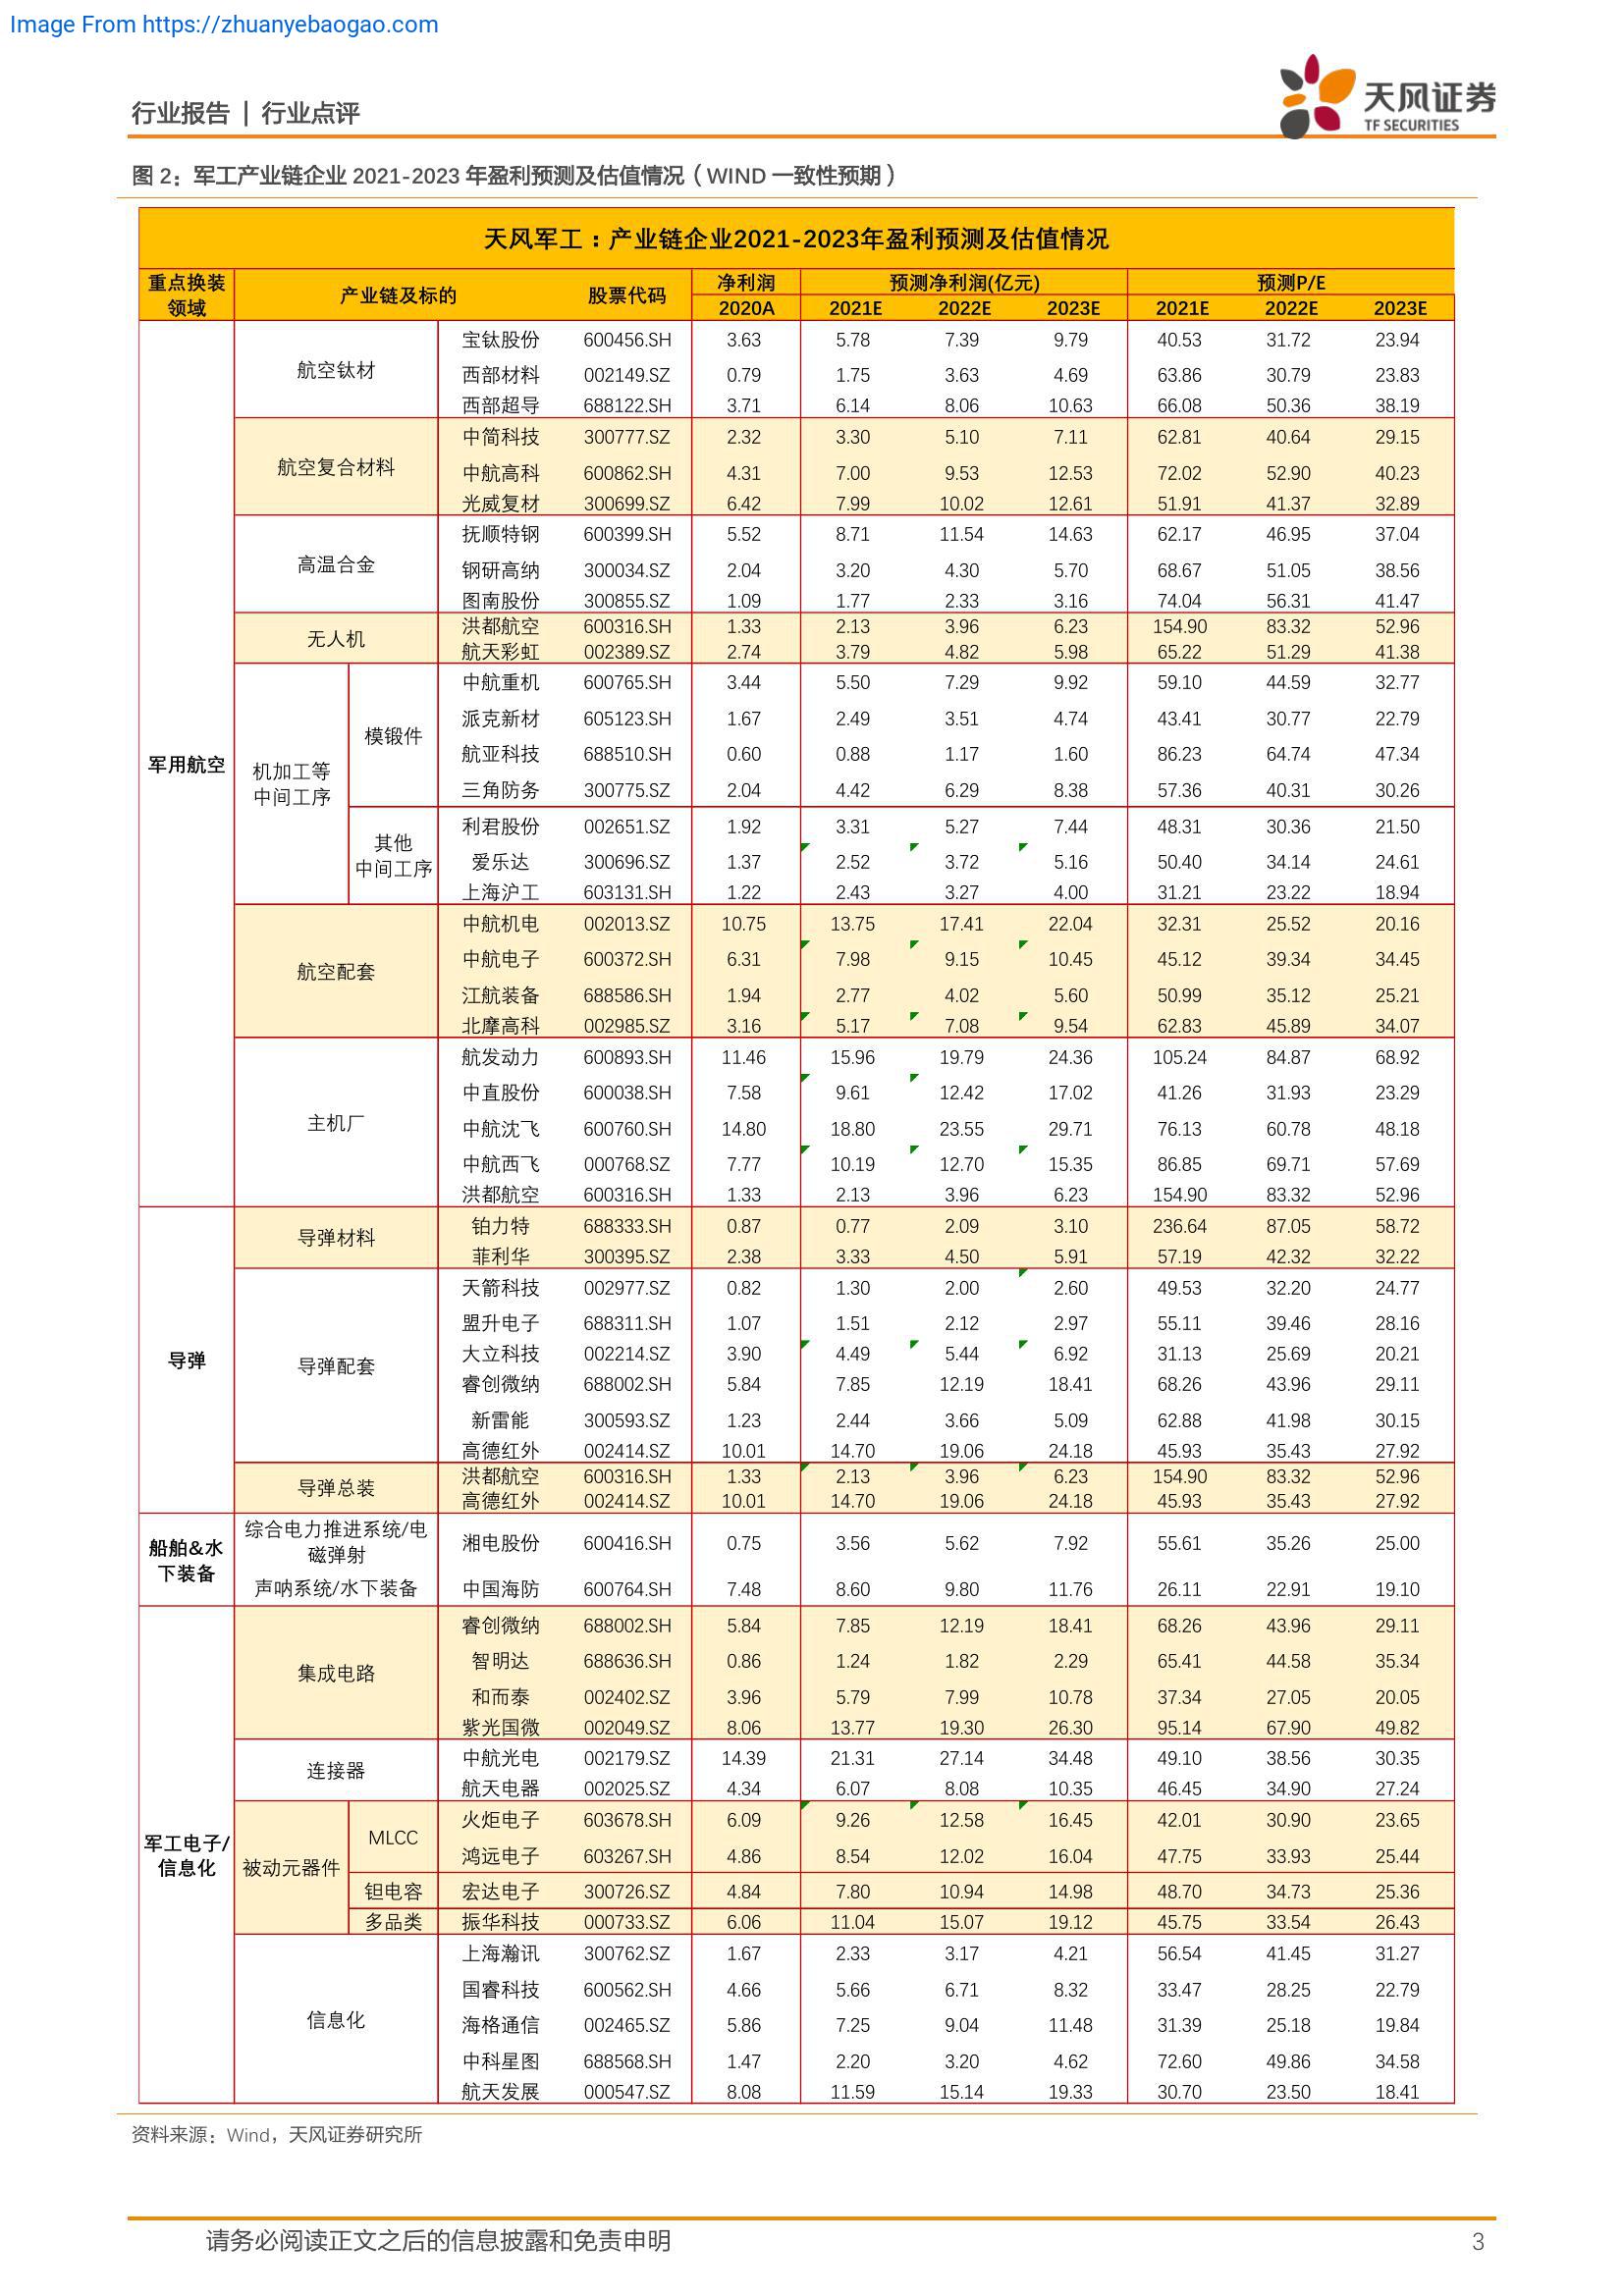 Image From https://zhuanyebaogao.com
行业报告 | 行业点评
天风证券
TF SECURITIES
图 2：军工产业链企业 2021-2023 年盈利预测及估值情况（WIND 一致性预期）
天风军工：产业链企业2021-2023年盈利预测及估值情况
重点换装领域 产业链及标的 股票代码 净利润 预测净利润(亿元) 预测P/E
2020A 2021E 2022E 2023E 2021E 2022E 2023E
军用航空
航空钛材
宝钛股份 600456.SH 3.63 5.78 7.39 9.79 40.53 31.72 23.94
西部材料 002149.SZ 0.79 1.75 3.63 4.69 63.86 30.79 23.83
西部超导 688122.SH 3.71 6.14 8.06 10.63 66.08 50.36 38.19
航空复合材料
中简科技 300777.SZ 2.32 3.30 5.10 7.11 62.81 40.64 29.15
中航高科 600862.SH 4.31 7.00 9.53 12.53 72.02 52.90 40.23
光威复材 300699.SZ 6.42 7.99 10.02 12.61 51.91 41.37 32.89
高温合金
抚顺特钢 600399.SH 5.52 8.71 11.54 14.63 62.17 46.95 37.04
钢研高纳 300034.SZ 2.04 3.20 4.30 5.70 68.67 51.05 38.56
图南股份 300855.SZ 1.09 1.77 2.33 3.16 74.04 56.31 41.47
无人机
洪都航空 600316.SH 1.33 2.13 3.96 6.23 154.90 83.32 52.96
航天彩虹 002389.SZ 2.74 3.79 4.82 5.98 65.22 51.29 41.38
机加工等
中间工序
模锻件
中航重机 600765.SH 3.44 5.50 7.29 9.92 59.10 44.59 32.77
派克新材 605123.SH 1.67 2.49 3.51 4.74 43.41 30.77 22.79
航亚科技 688510.SH 0.60 0.88 1.17 1.60 86.23 64.74 47.34
三角防务 300775.SZ 2.04 4.42 6.29 8.38 57.36 40.31 30.26
其他
中间工序
利君股份 002651.SZ 1.92 3.31 5.27 7.44 48.31 30.36 21.50
爱乐达 300696.SZ 1.37 2.52 3.72 5.16 50.40 34.14 24.61
上海沪工 603131.SH 1.22 2.43 3.27 4.00 31.21 23.22 18.94
航空配套
中航机电 002013.SZ 10.75 13.75 17.41 22.04 32.31 25.52 20.16
中航电子 600372.SH 6.31 7.98 9.15 10.45 45.12 39.34 34.45
江航装备 688586.SH 1.94 2.77 4.02 5.60 50.99 35.12 25.21
北摩高科 002985.SZ 3.16 5.17 7.08 9.54 62.83 45.89 34.07
主机厂
航发动力 600893.SH 11.46 15.96 19.79 24.36 105.24 84.87 68.92
中直股份 600038.SH 7.58 9.61 12.42 17.02 41.26 31.93 23.29
中航沈飞 600760.SH 14.80 18.80 23.55 29.71 76.13 60.78 48.18
中航西飞 000768.SZ 7.77 10.19 12.70 15.35 86.85 69.71 57.69
洪都航空 600316.SH 1.33 2.13 3.96 6.23 154.90 83.32 52.96
导弹
导弹材料
铂力特 688333.SH 0.87 0.77 2.09 3.10 236.64 87.05 58.72
菲利华 300395.SZ 2.38 3.33 4.50 5.91 57.19 42.32 32.22
导弹配套
天箭科技 002977.SZ 0.82 1.30 2.00 2.60 49.53 32.20 24.77
盟升电子 688311.SH 1.07 1.51 2.12 2.97 55.11 39.46 28.16
大立科技 002214.SZ 3.90 4.49 5.44 6.92 31.13 25.69 20.21
睿创微纳 688002.SH 5.84 7.85 12.19 18.41 68.26 43.96 29.11
新雷能 300593.SZ 1.23 2.44 3.66 5.09 62.88 41.98 30.15
高德红外 002414.SZ 10.01 14.70 19.06 24.18 45.93 35.43 27.92
导弹总装
洪都航空 600316.SH 1.33 2.13 3.96 6.23 154.90 83.32 52.96
高德红外 002414.SZ 10.01 14.70 19.06 24.18 45.93 35.43 27.92
船舶&水
下装备
综合电力推进系统/电
磁弹射
湘电股份 600416.SH 0.75 3.56 5.62 7.92 55.61 35.26 25.00
声呐系统/水下装备 中国海防 600764.SH 7.48 8.60 9.80 11.76 26.11 22.91 19.10
军工电子/
信息化
集成电路
睿创微纳 688002.SH 5.84 7.85 12.19 18.41 68.26 43.96 29.11
智明达 688636.SH 0.86 1.24 1.82 2.29 65.41 44.58 35.34
和而泰 002402.SZ 3.96 5.79 7.99 10.78 37.34 27.05 20.05
紫光国微 002049.SZ 8.06 13.77 19.30 26.30 95.14 67.90 49.82
连接器
中航光电 002179.SZ 14.39 21.31 27.14 34.48 49.10 38.56 30.35
航天电器 002025.SZ 4.34 6.07 8.08 10.35 46.45 34.90 27.24
被动元器件
MLCC
火炬电子 603678.SH 6.09 9.26 12.58 16.45 42.01 30.90 23.65
鸿远电子 603267.SH 4.86 8.54 12.02 16.04 47.75 33.93 25.44
钽电容 宏达电子 300726.SZ 4.84 7.80 10.94 14.98 48.70 34.73 25.36
多品类 振华科技 000733.SZ 6.06 11.04 15.07 19.12 45.75 33.54 26.43
信息化
上海瀚讯 300762.SZ 1.67 2.33 3.17 4.21 56.54 41.45 31.27
国睿科技 600562.SH 4.66 5.66 6.71 8.32 33.47 28.25 22.79
海格通信 002465.SZ 5.86 7.25 9.04 11.48 31.39 25.18 19.84
中科星图 688568.SH 1.47 2.20 3.20 4.62 72.60 49.86 34.58
航天发展 000547.SZ 8.08 11.59 15.14 19.33 30.70 23.50 18.41
资料来源：Wind，天风证券研究所
请务必阅读正文之后的信息披露和免责申明 3